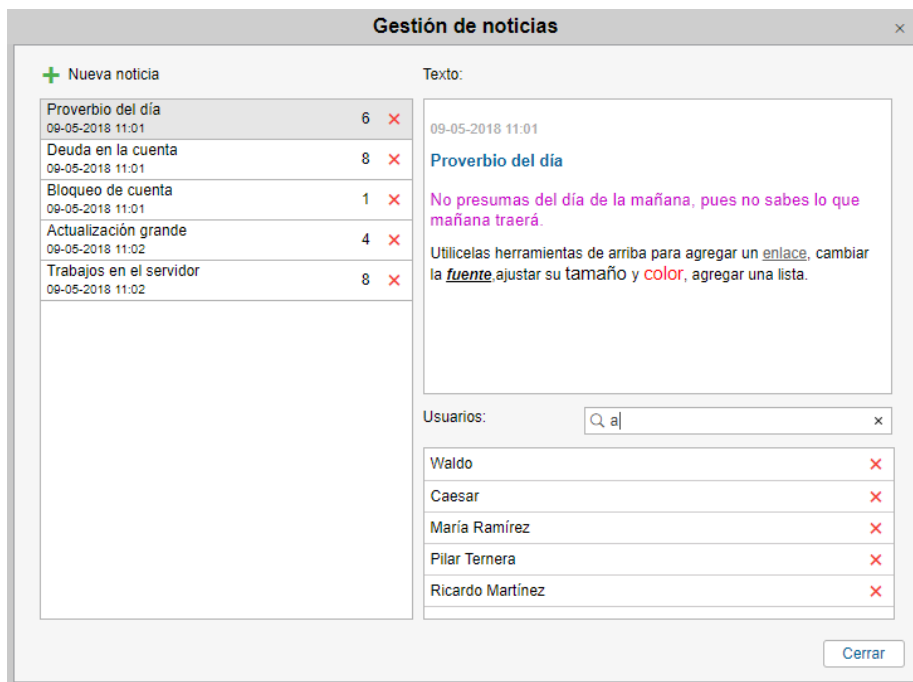 Gestión de noticias
Nueva noticia
Proverbio del día
09-05-2018 11:01
6
Deuda en la cuenta
09-05-2018 11:01
8
Bloqueo de cuenta
09-05-2018 11:01
1
Actualización grande
09-05-2018 11:02
4
Trabajos en el servidor
09-05-2018 11:02
8
Texto:
09-05-2018 11:01
Proverbio del día
No presumas del día de la mañana, pues no sabes lo que
mañana traerá.
Utilicelas herramientas de arriba para agregar un enlace, cambiar
la fuente,ajustar su tamaño y color, agregar una lista.
Usuarios:
a
Waldo
Caesar
María Ramírez
Pilar Ternera
Ricardo Martínez
Cerrar